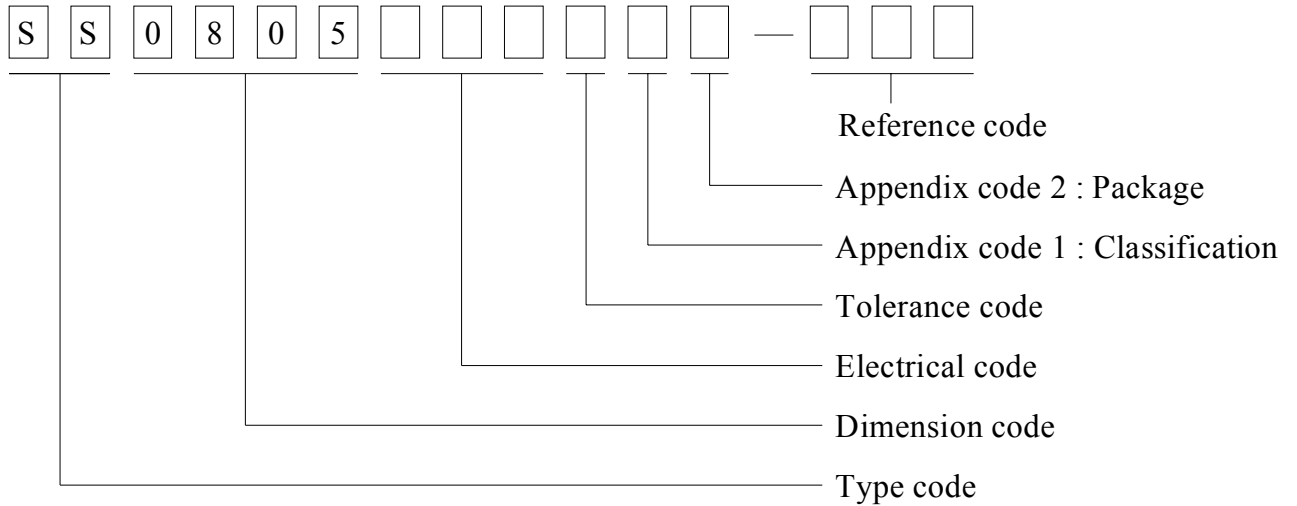 S S 0 8 0 5 —
Reference code
Appendix code 2 : Package
Appendix code 1 : Classification
Tolerance code
Electrical code
Dimension code
Type code